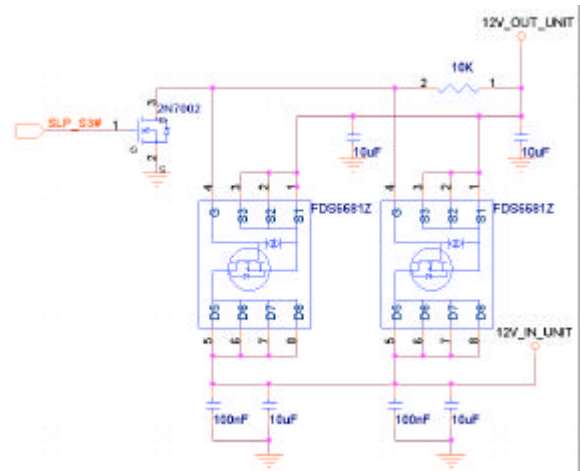 12V_OUT_UNIT
10K
2 1
3
2N7002
SLP_S3#
1
2
G
S
10uF
10uF
4 3 2 1
FDS6681Z
4 3 2 1
FDS6681Z
G S3 S2 S1
G S3 S2 S1
D5 D6 D7 D8
D5 D6 D7 D8
5 6 7 8
5 6 7 8
12V_IN_UNIT
100nF
10uF
100nF
10uF